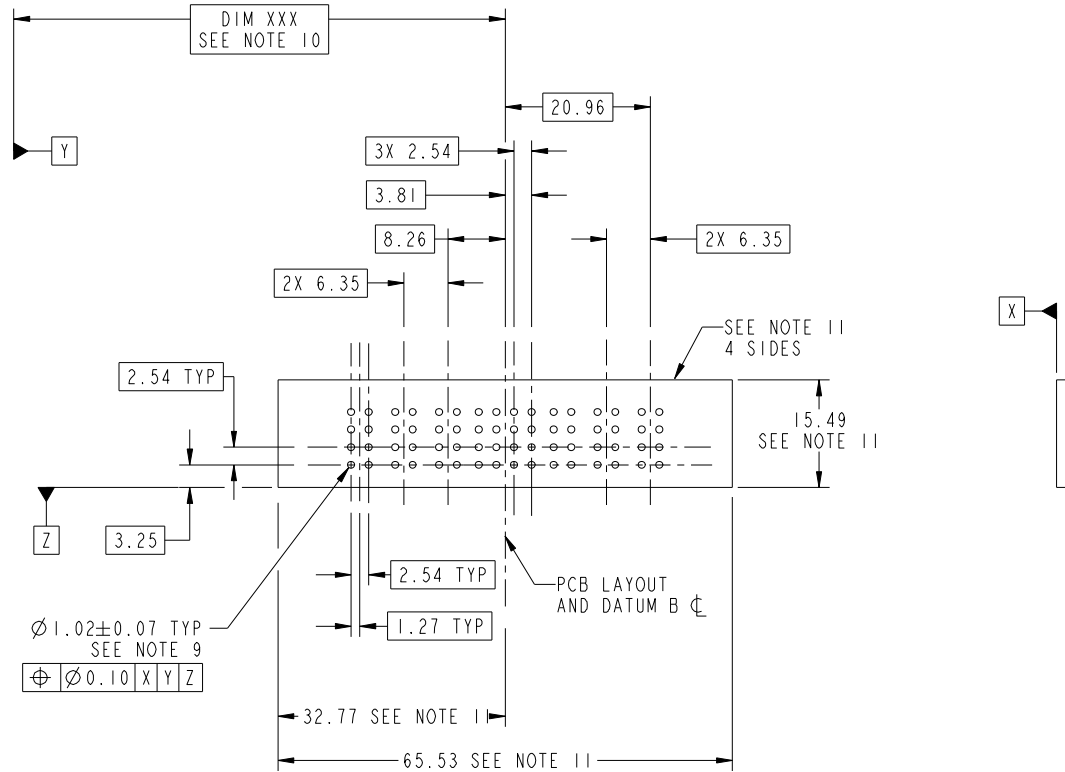 DIM XXX
SEE NOTE 10
20.96
Y
3X 2.54
3.81
8.26
2X 6.35
2X 6.35
X
SEE NOTE 11
4 SIDES
2.54 TYP
15.49
SEE NOTE 11
Z
3.25
2.54 TYP
PCB LAYOUT
AND DATUM B ℄
1.27 TYP
Ø1.02±0.07 TYP
SEE NOTE 9
⌖ Ø0.10 X Y Z
32.77 SEE NOTE 11
65.53 SEE NOTE 11